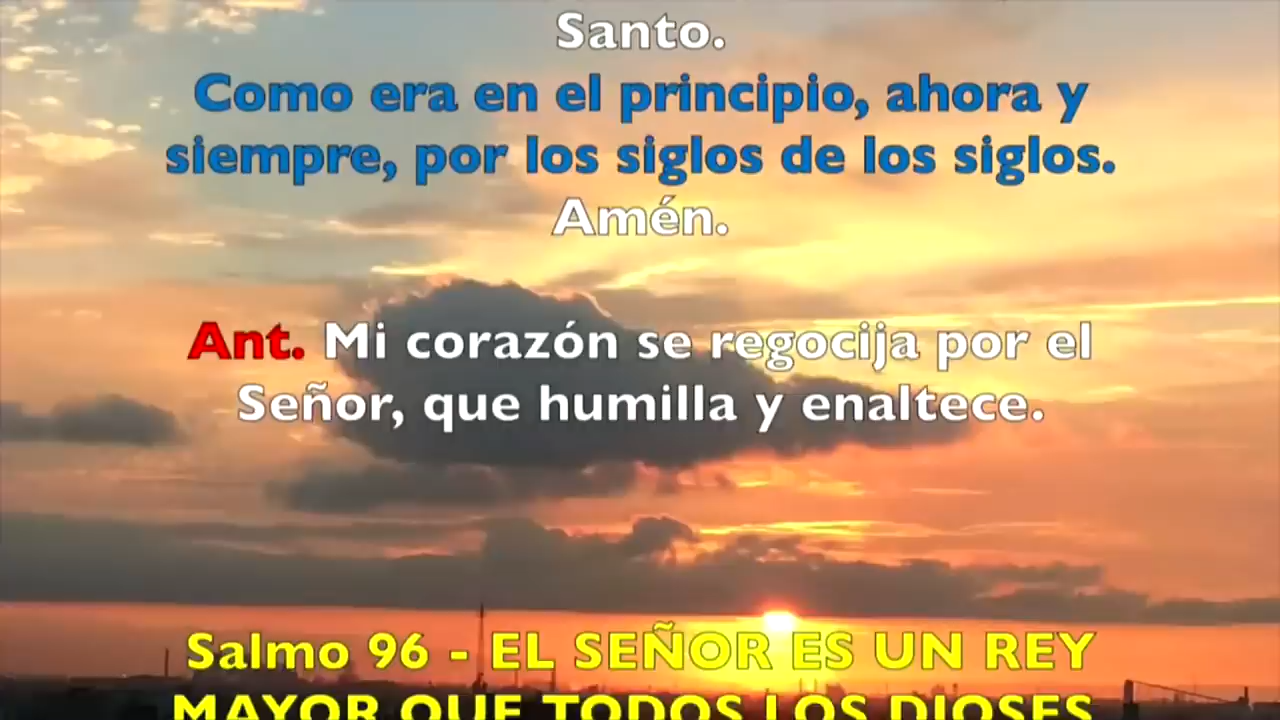 Santo.
Como era en el principio, ahora y
siempre, por los siglos de los siglos.
Amén.
Ant. Mi corazón se regocija por el
Señor, que humilla y enaltece.
Salmo 96 - EL SEÑOR ES UN REY
MAYOR QUE TODOS LOS DIOSES